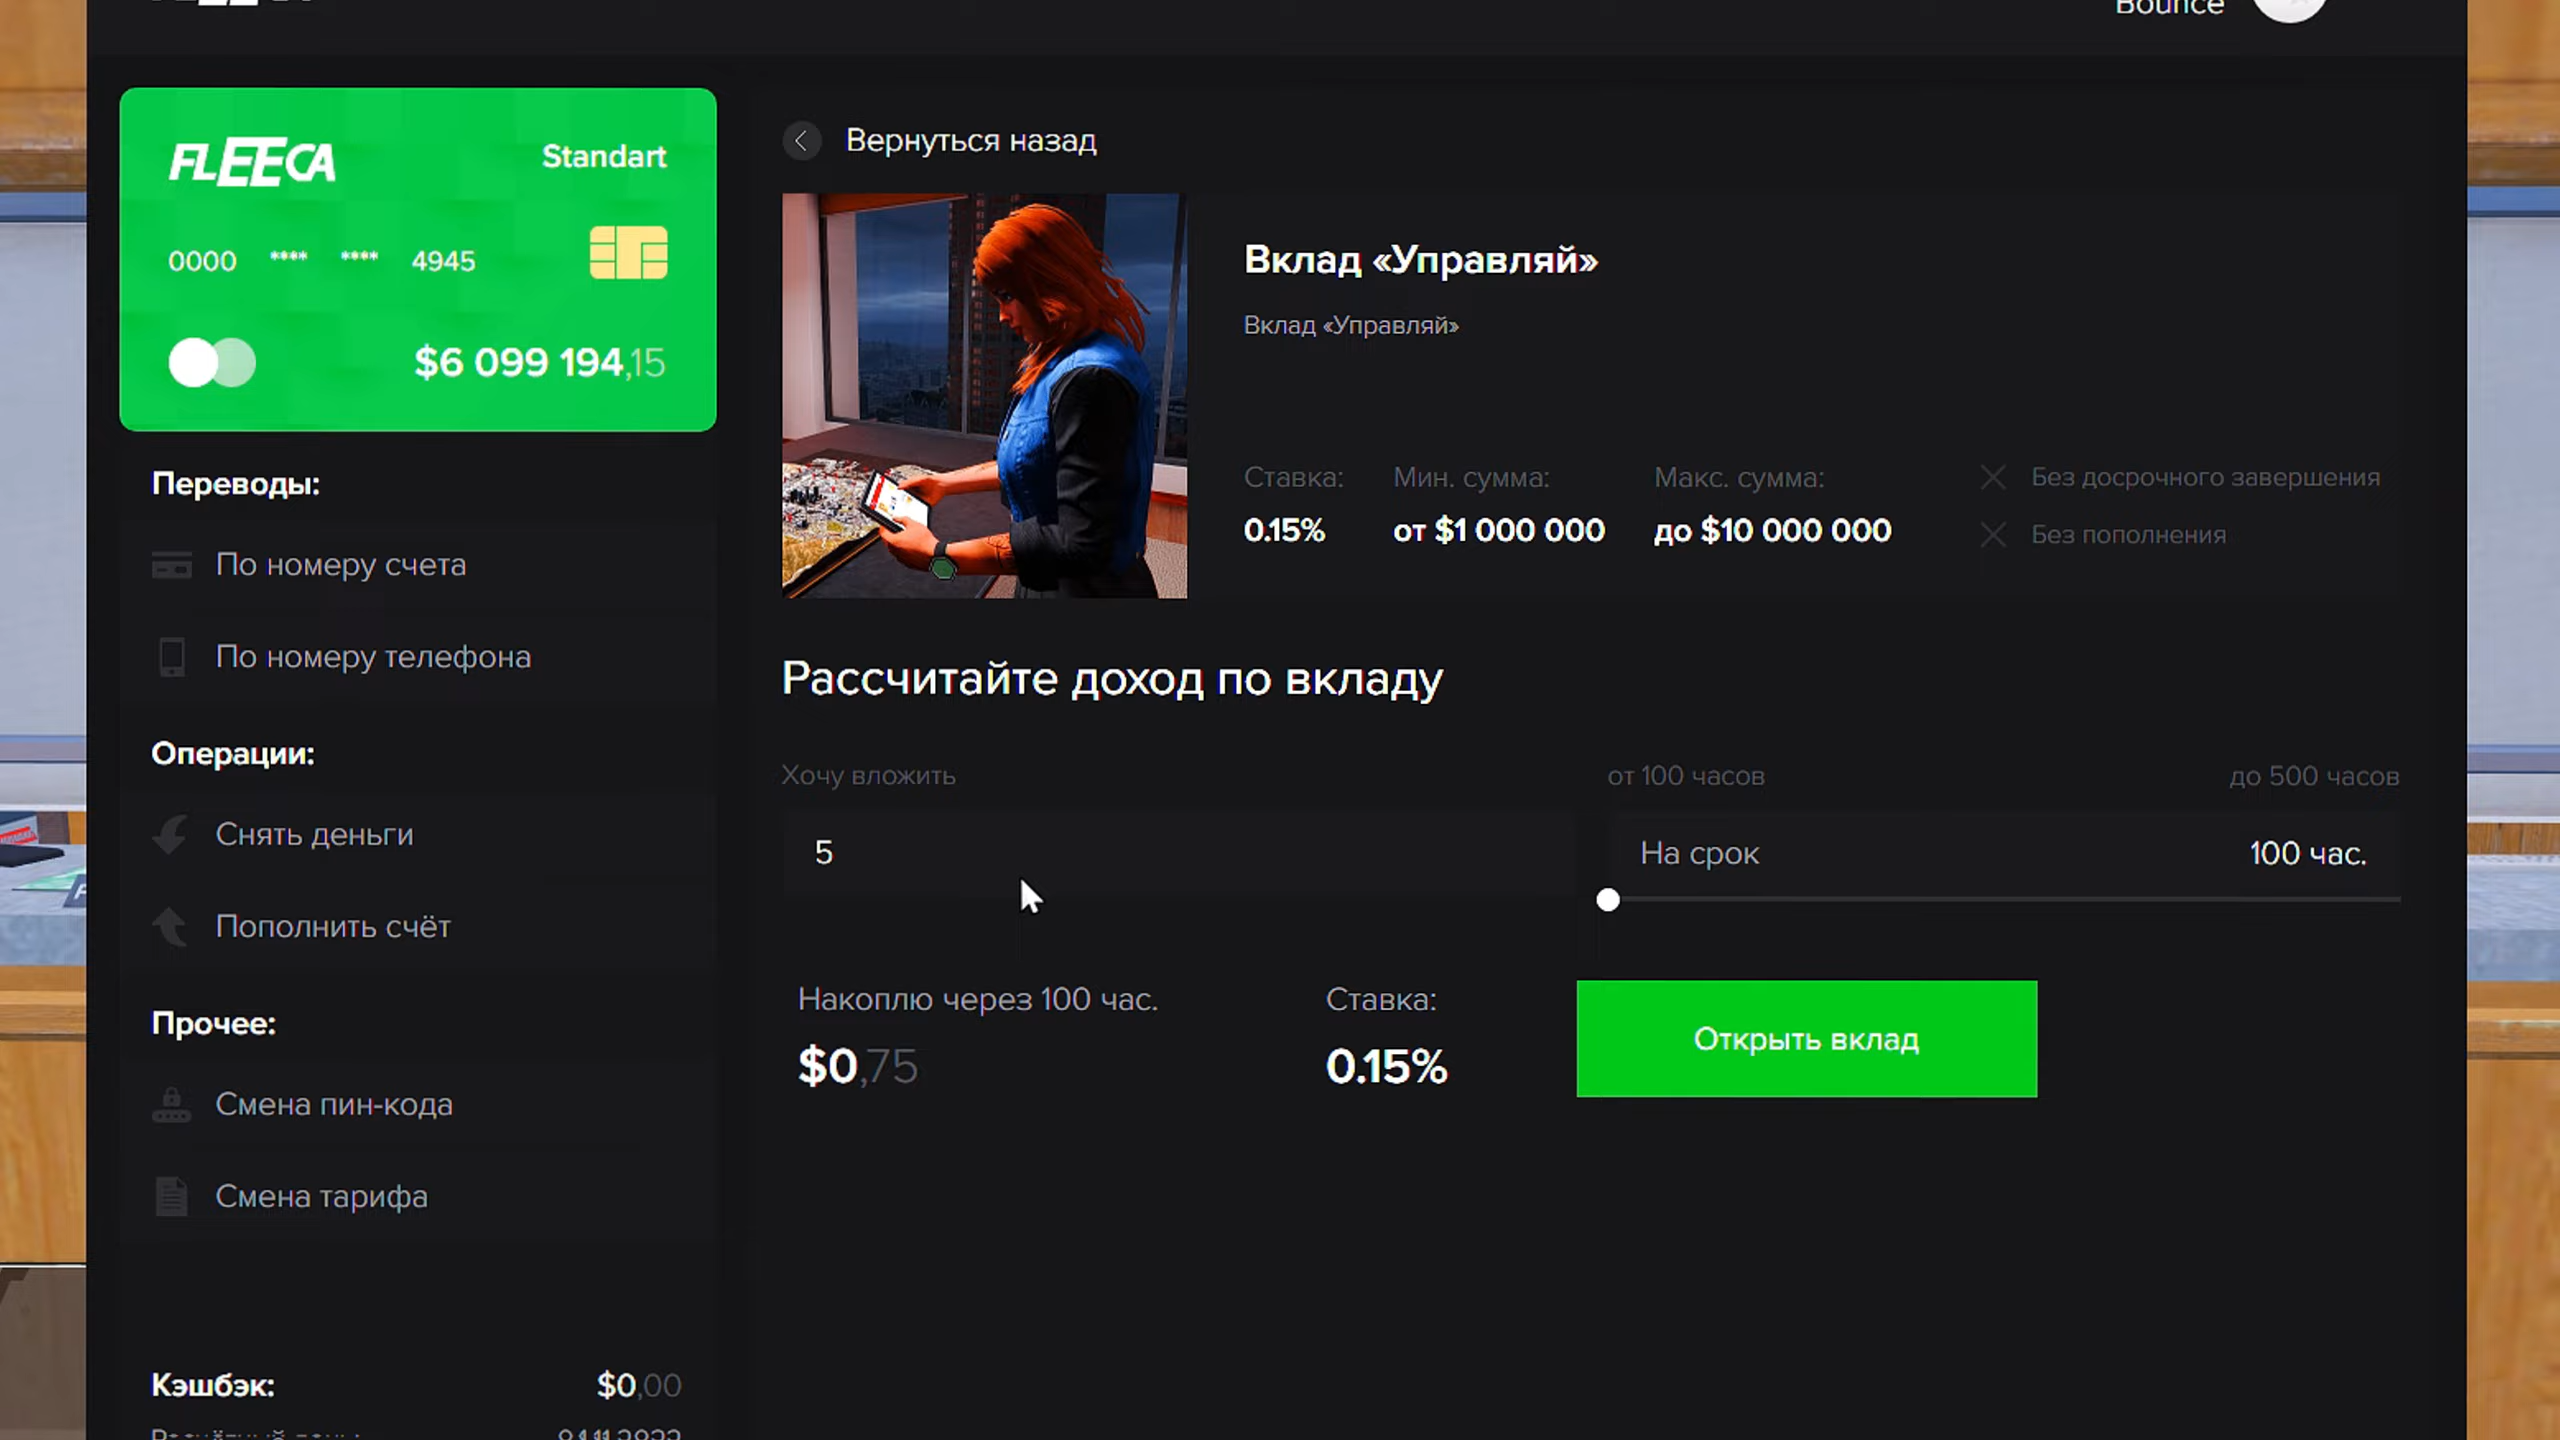 Bounce
FLEECA
Standart
0000 **** **** 4945
$6 099 194,15
Переводы:
По номеру счета
По номеру телефона
Операции:
Снять деньги
Пополнить счёт
Прочее:
Смена пин-кода
Смена тарифа
Кэшбэк: $0,00
Вернуться назад
Вклад «Управляй»
Вклад «Управляй»
Ставка: Мин. сумма: Макс. сумма:
0.15% от $1 000 000 до $10 000 000
Без досрочного завершения
Без пополнения
Рассчитайте доход по вкладу
Хочу вложить
5
от 100 часов до 500 часов
На срок 100 час.
Накоплю через 100 час.
$0,75
Ставка:
0.15%
Открыть вклад